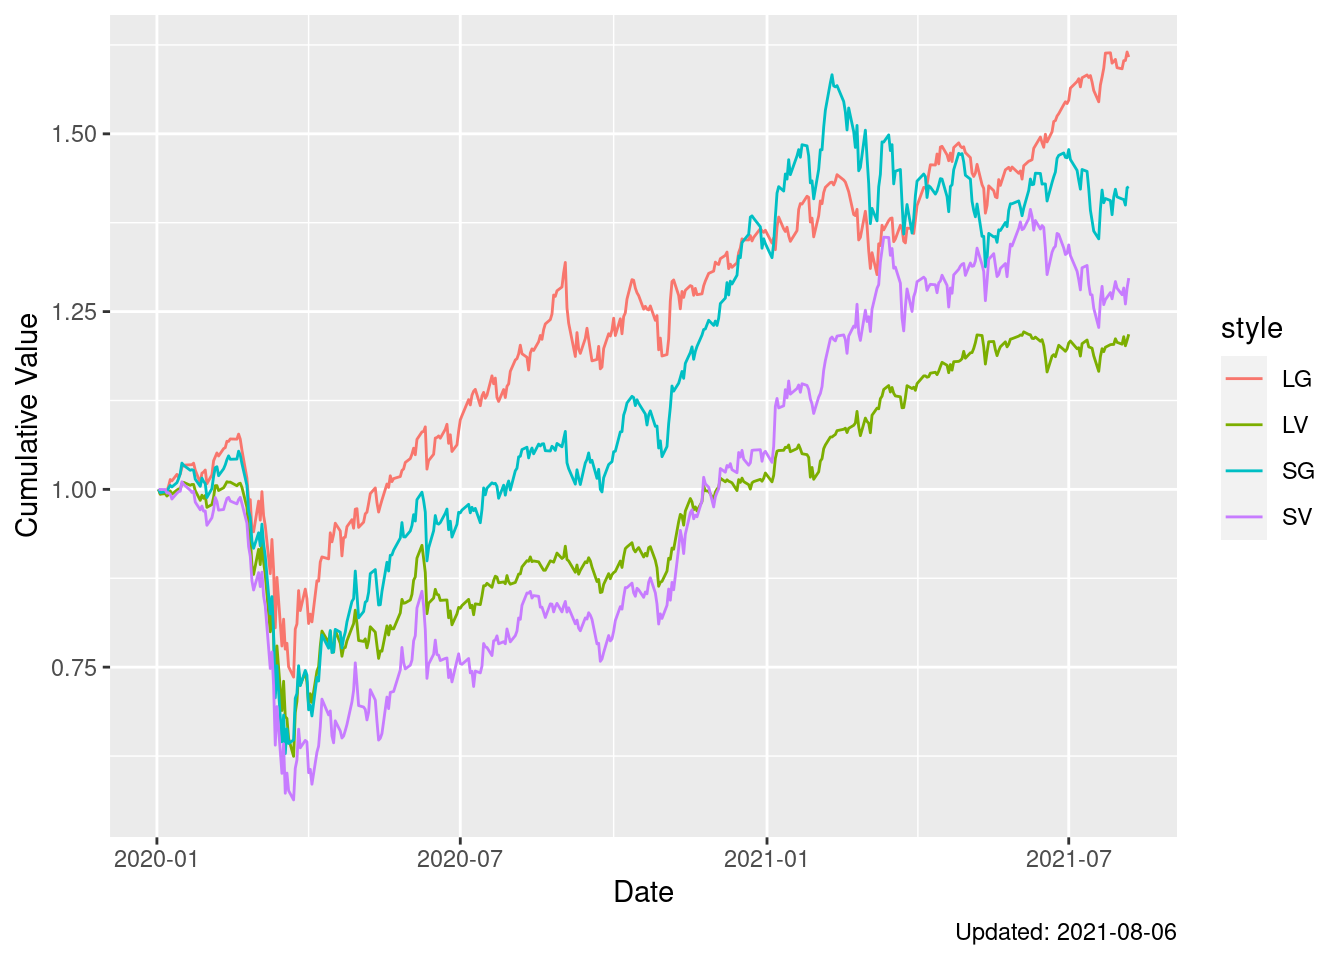 Cumulative Value
1.50
1.25
1.00
0.75
2020-01
2020-07
2021-01
2021-07
Date
style
LG
LV
SG
SV
Updated: 2021-08-06